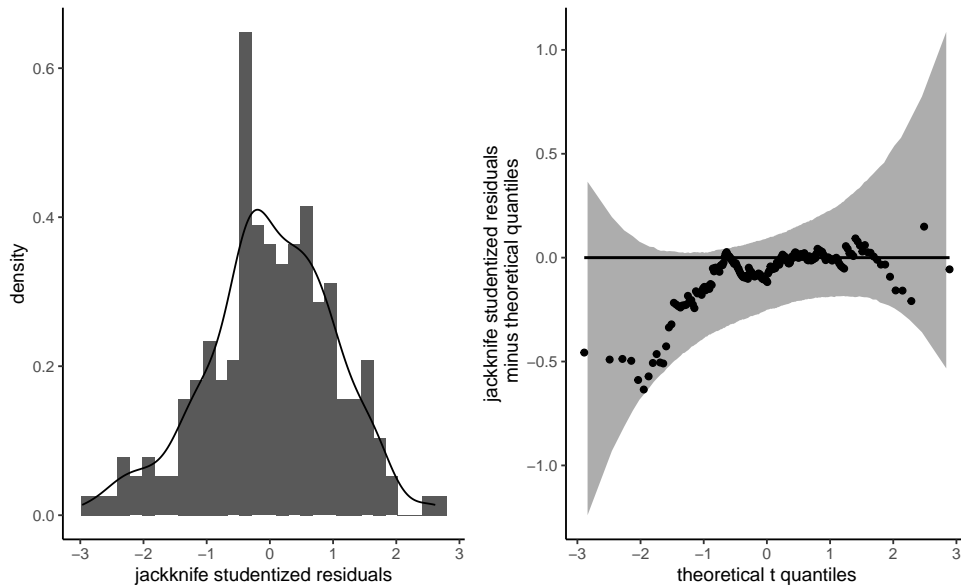 density
0.6
0.4
0.2
0.0
−3 −2 −1 0 1 2 3
jackknife studentized residuals
jackknife studentized residuals
minus theoretical quantiles
1.0
0.5
0.0
−0.5
−1.0
−3 −2 −1 0 1 2 3
theoretical t quantiles